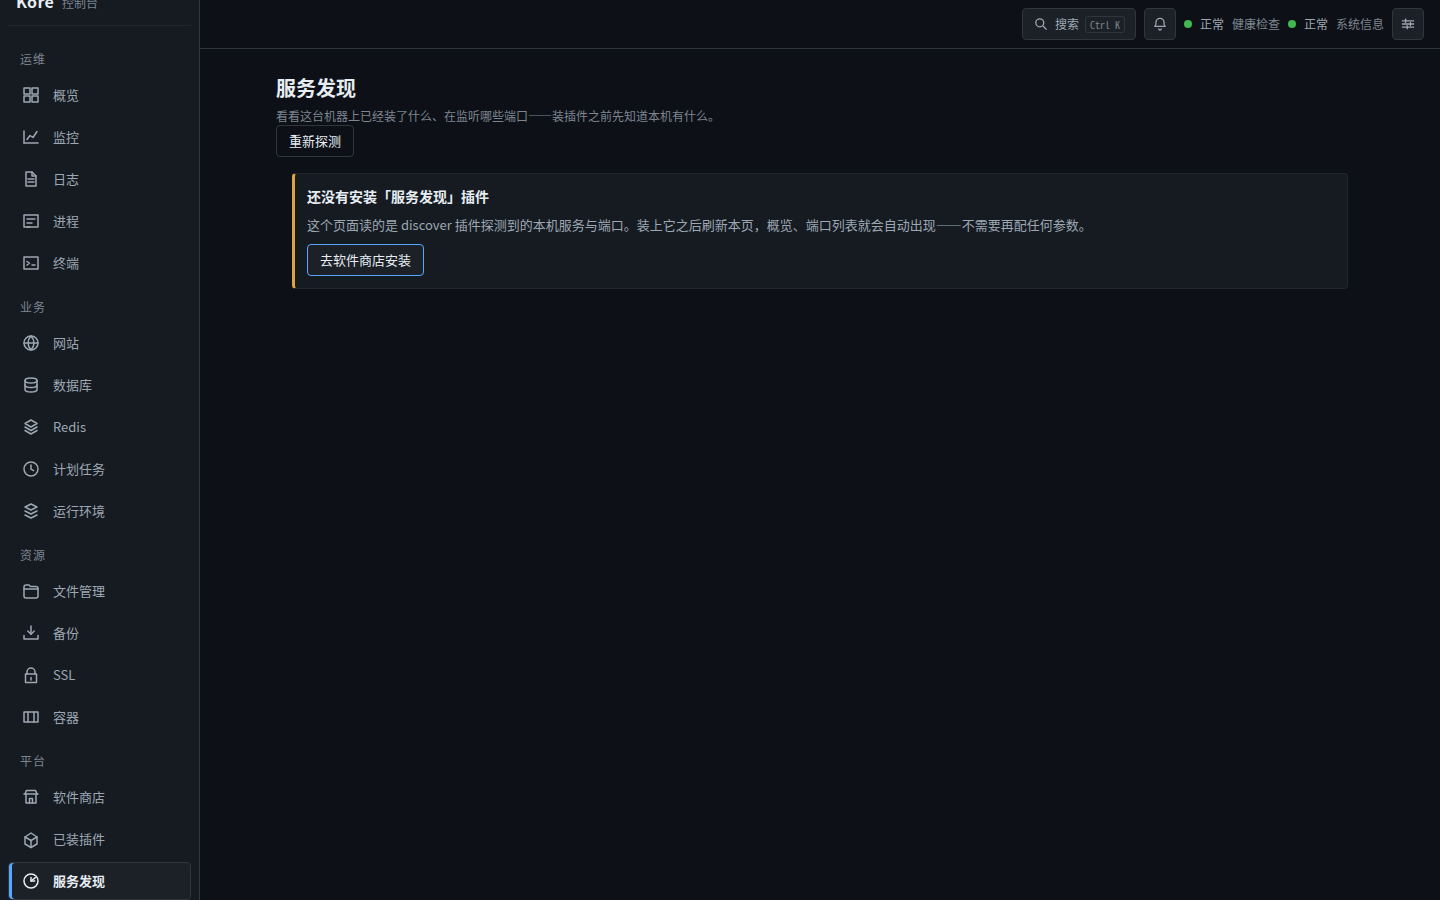 Kore 控制台
搜索 Ctrl K
正常 健康检查
正常 系统信息
运维
概览
监控
日志
进程
终端
业务
网站
数据库
Redis
计划任务
运行环境
资源
文件管理
备份
SSL
容器
平台
软件商店
已装插件
服务发现
服务发现
看看这台机器上已经装了什么、在监听哪些端口——装插件之前先知道本机有什么。
重新探测
还没有安装「服务发现」插件
这个页面读的是 discover 插件探测到的本机服务与端口。装上它之后刷新本页，概览、端口列表就会自动出现——不需要再配任何参数。
去软件商店安装